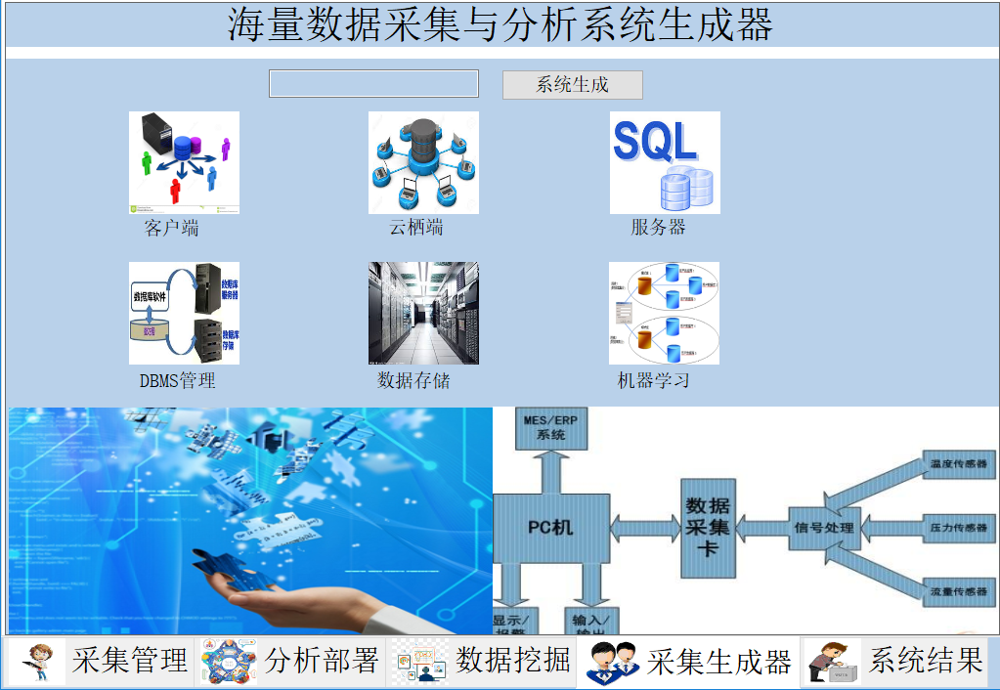 海量数据采集与分析系统生成器
系统生成
SQL
客户端
云栖端
服务器
数据库软件
数据库
服务器
数据库
存储
DBMS管理
数据存储
机器学习
MES/ERP
系统
PC机
数据
采集
卡
信号处理
温度传感器
压力传感器
流量传感器
显示/
报警
输入/
输出
采集管理
分析部署
数据挖掘
采集生成器
系统结果